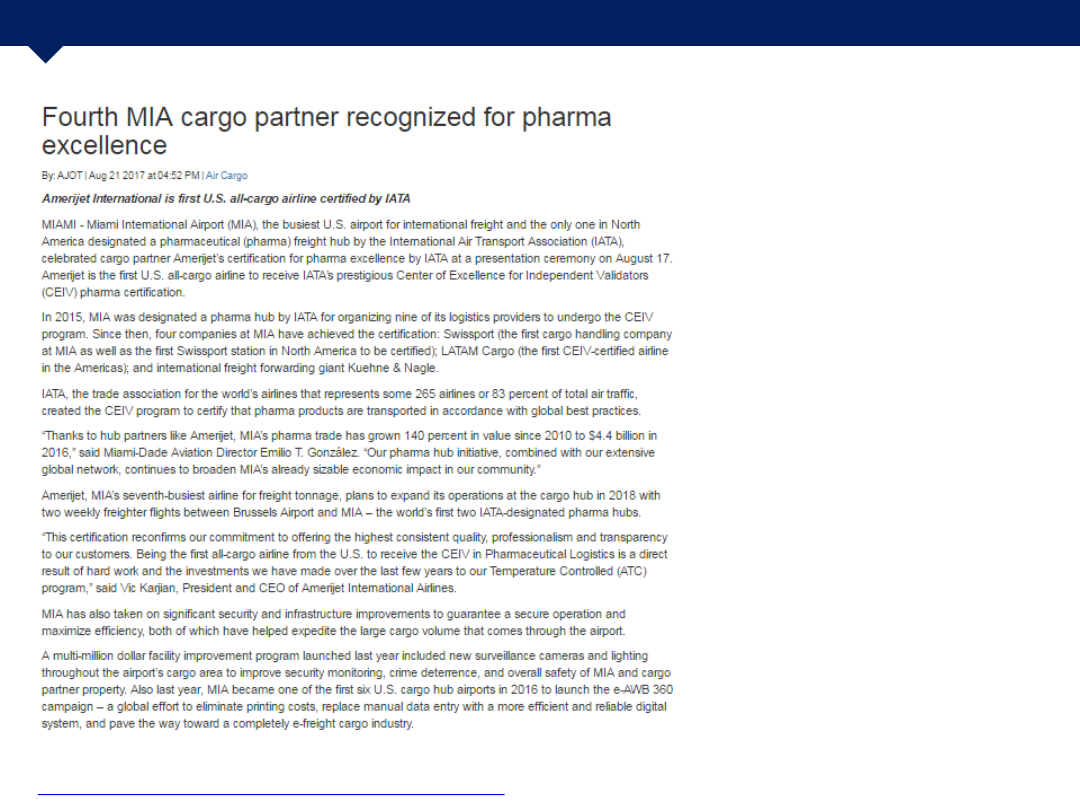 Fourth MIA cargo partner recognized for pharma
excellence
By: AJOT | Aug 21 2017 at 04:52 PM | Air Cargo
Amerijet International is first U.S. all-cargo airline certified by IATA
MIAMI - Miami International Airport (MIA), the busiest U.S. airport for international freight and the only one in North
America designated a pharmaceutical (pharma) freight hub by the International Air Transport Association (IATA),
celebrated cargo partner Amerijet's certification for pharma excellence by IATA at a presentation ceremony on August 17.
Amerijet is the first U.S. all-cargo airline to receive IATA's prestigious Center of Excellence for Independent Validators
(CEIV) pharma certification.
In 2015, MIA was designated a pharma hub by IATA for organizing nine of its logistics providers to undergo the CEIV
program. Since then, four companies at MIA have achieved the certification: Swissport (the first cargo handling company
at MIA as well as the first Swissport station in North America to be certified); LATAM Cargo (the first CEIV-certified airline
in the Americas); and international freight forwarding giant Kuehne & Nagle.
IATA, the trade association for the world's airlines that represents some 265 airlines or 83 percent of total air traffic,
created the CEIV program to certify that pharma products are transported in accordance with global best practices.
“Thanks to hub partners like Amerijet, MIA's pharma trade has grown 140 percent in value since 2010 to $4.4 billion in
2016,” said Miami-Dade Aviation Director Emilio T. González. “Our pharma hub initiative, combined with our extensive
global network, continues to broaden MIA's already sizable economic impact in our community.”
Amerijet, MIA's seventh-busiest airline for freight tonnage, plans to expand its operations at the cargo hub in 2018 with
two weekly freighter flights between Brussels Airport and MIA – the world's first two IATA-designated pharma hubs.
“This certification reconfirms our commitment to offering the highest consistent quality, professionalism and transparency
to our customers. Being the first all-cargo airline from the U.S. to receive the CEIV in Pharmaceutical Logistics is a direct
result of hard work and the investments we have made over the last few years to our Temperature Controlled (ATC)
program,” said Vic Karjian, President and CEO of Amerijet International Airlines.
MIA has also taken on significant security and infrastructure improvements to guarantee a secure operation and
maximize efficiency, both of which have helped expedite the large cargo volume that comes through the airport.
A multi-million dollar facility improvement program launched last year included new surveillance cameras and lighting
throughout the airport's cargo area to improve security monitoring, crime deterrence, and overall safety of MIA and cargo
partner property. Also last year, MIA became one of the first six U.S. cargo hub airports in 2016 to launch the e-AWB 360
campaign – a global effort to eliminate printing costs, replace manual data entry with a more efficient and reliable digital
system, and pave the way toward a completely e-freight cargo industry.